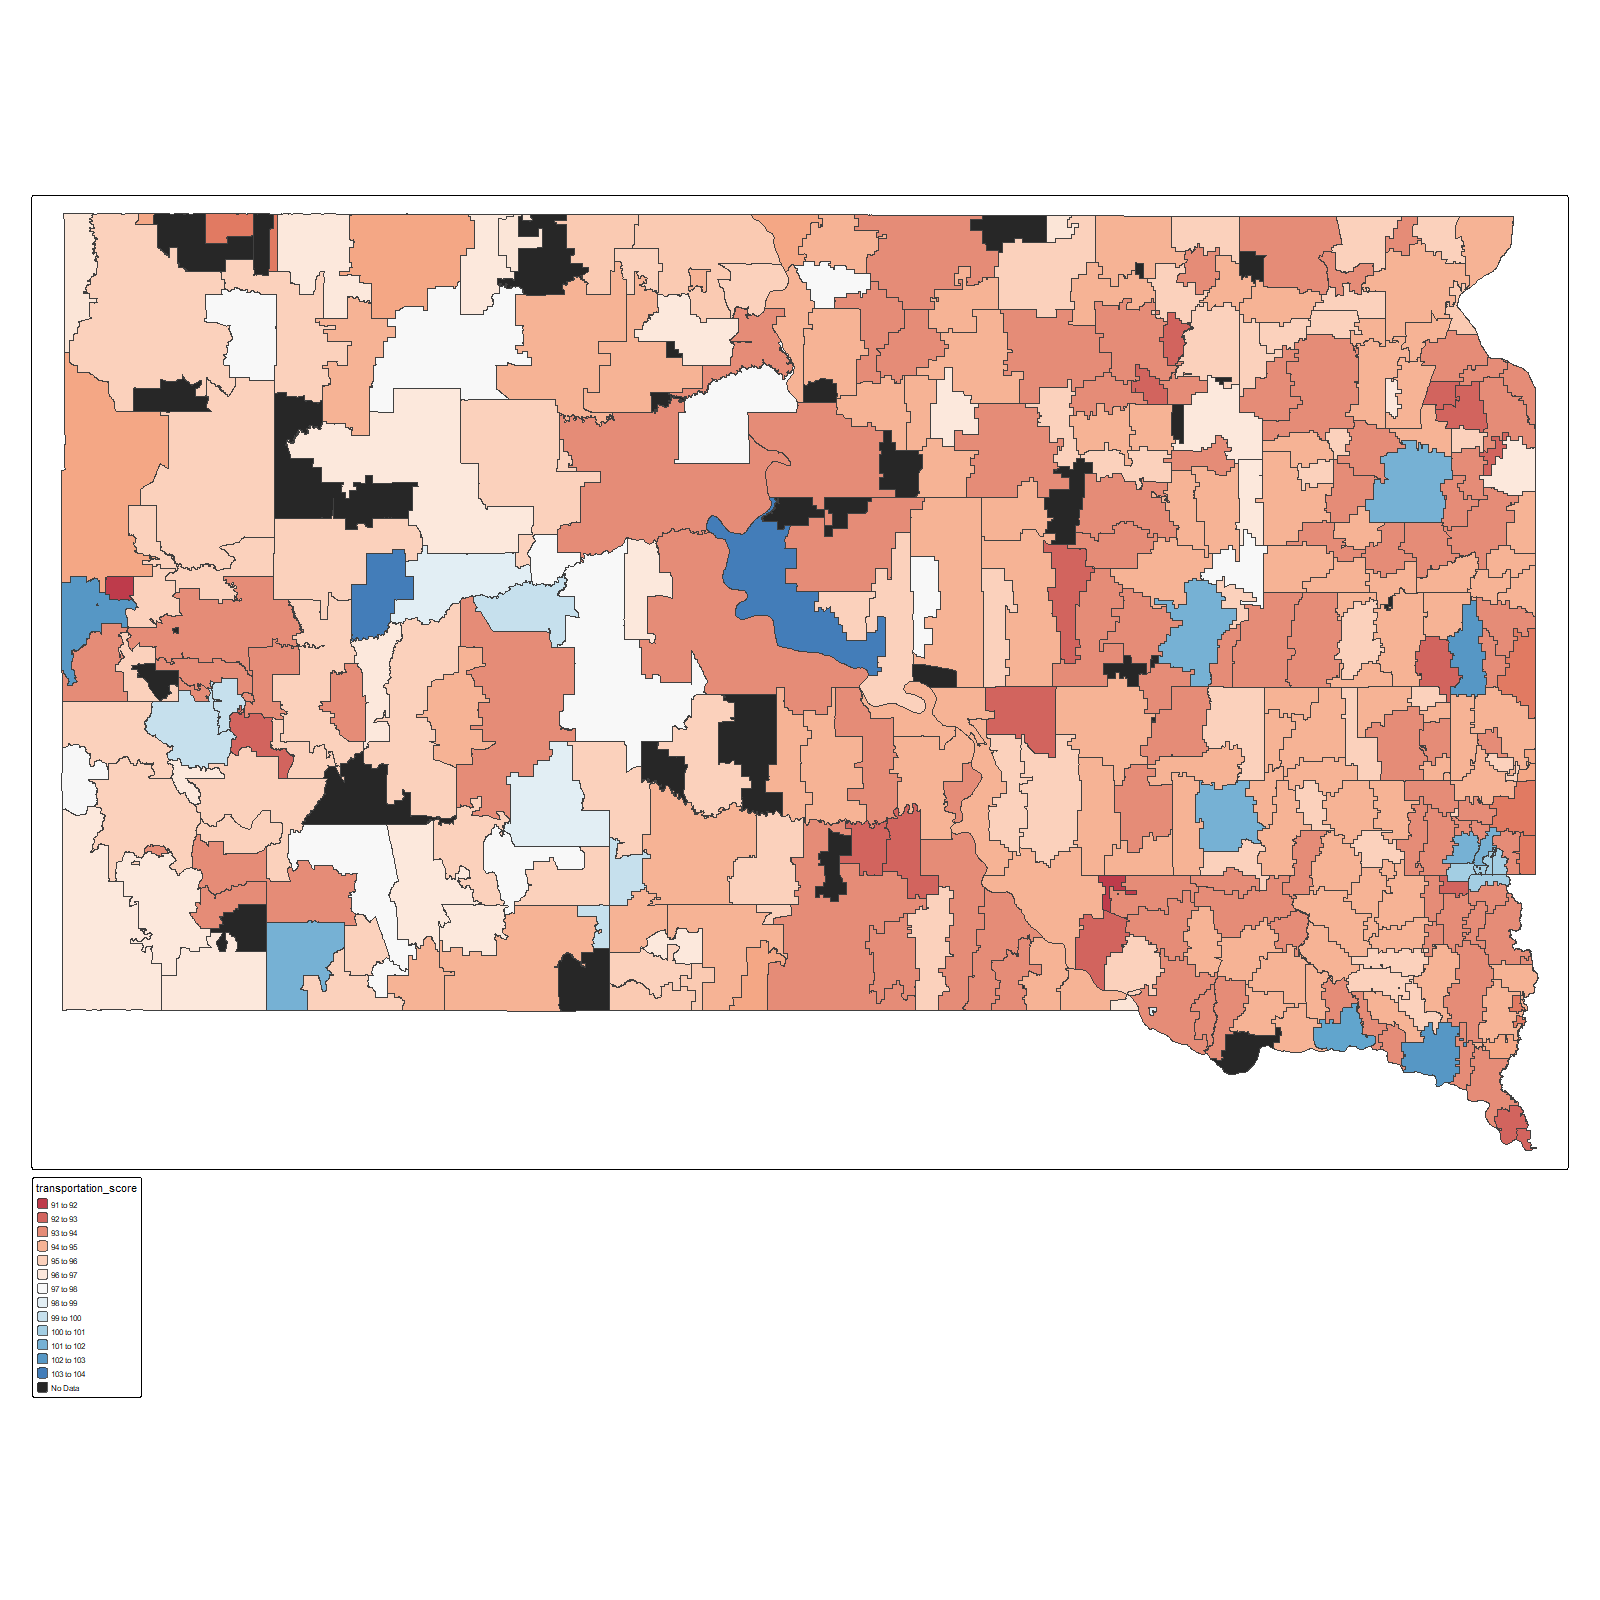 transportation_score
91 to 92
92 to 93
93 to 94
94 to 95
95 to 96
96 to 97
97 to 98
98 to 99
99 to 100
100 to 101
101 to 102
102 to 103
103 to 104
No Data